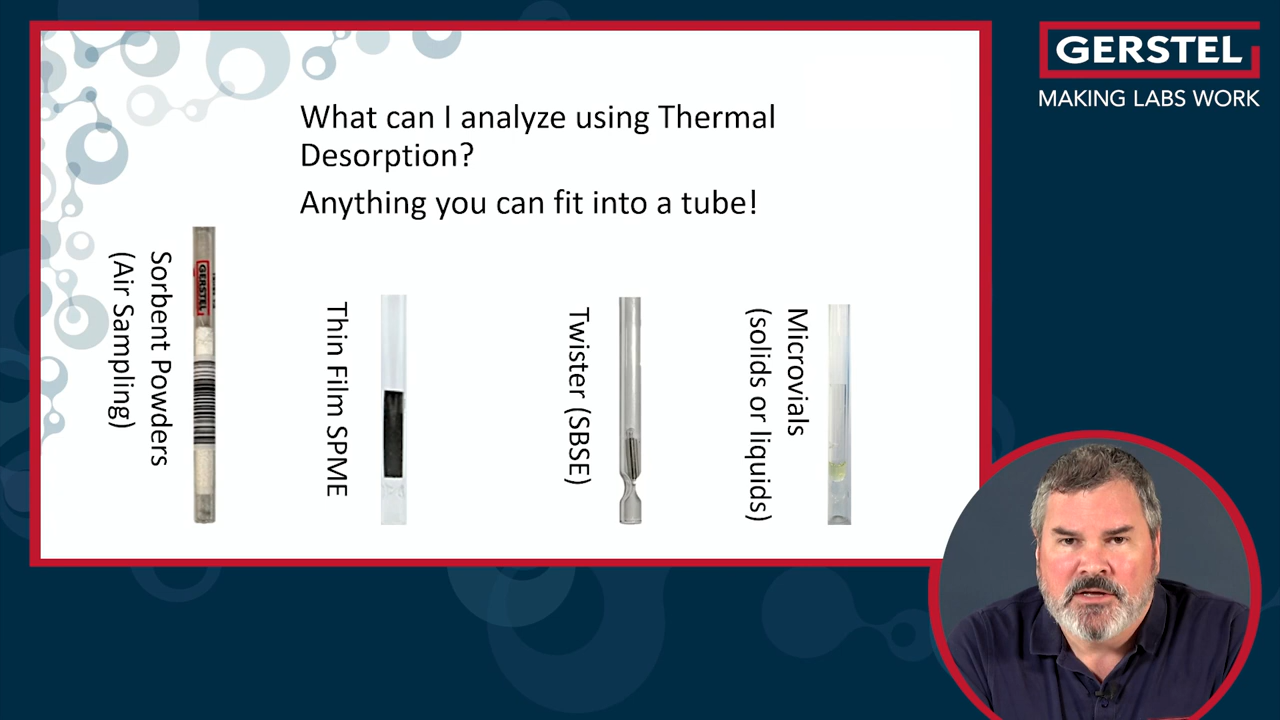 GERSTEL
MAKING LABS WORK
What can I analyze using Thermal
Desorption?
Anything you can fit into a tube!
Sorbent Powders
(Air Sampling)
GERSTEL
Thin Film SPME
Twister (SBSE)
Microvials
(solids or liquids)